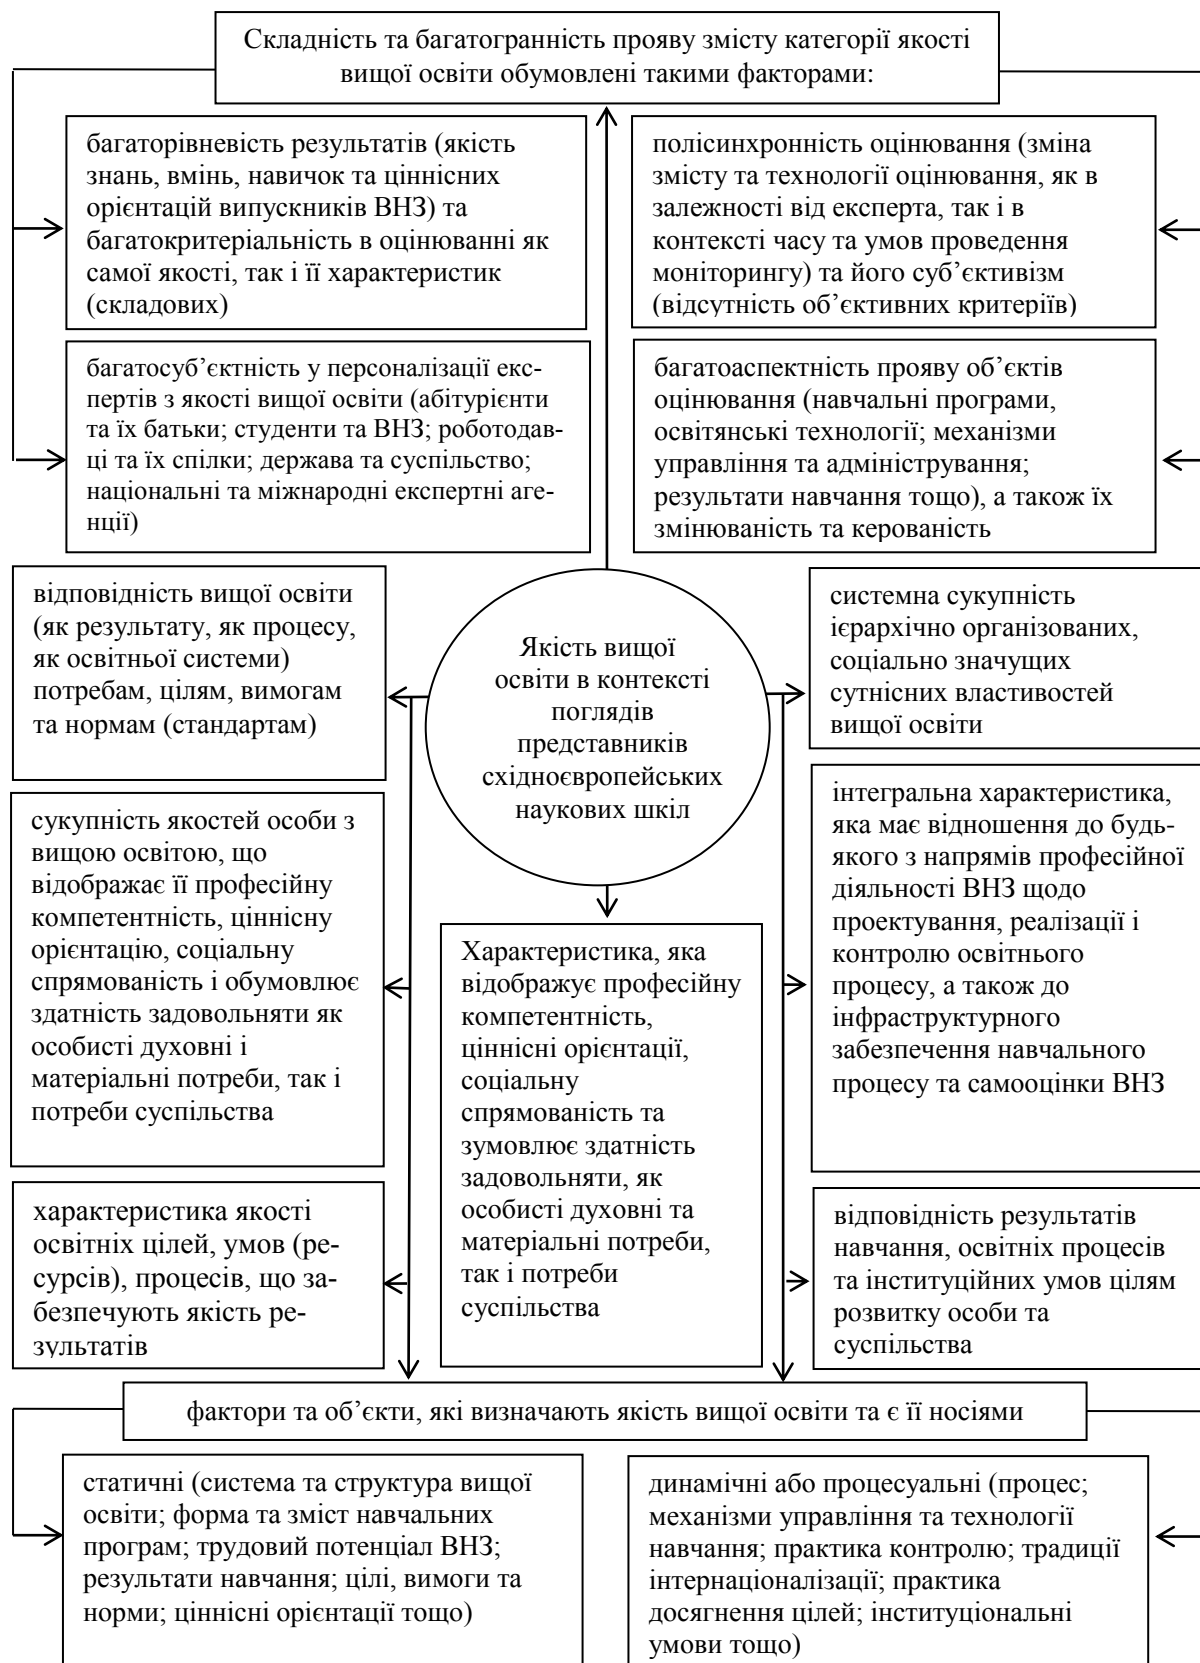 Складність та багатогранність прояву змісту категорії якості
вищої освіти обумовлені такими факторами:
багаторівневість результатів (якість
знань, вмінь, навичок та ціннісних
орієнтацій випускників ВНЗ) та
багатокритеріальність в оцінюванні як
самої якості, так і її характеристик
(складових)
полісинхронність оцінювання (зміна
змісту та технології оцінювання, як в
залежності від експерта, так і в
контексті часу та умов проведення
моніторингу) та його суб’єктивізм
(відсутність об’єктивних критеріїв)
багатосуб’єктність у персоналізації екс-
пертів з якості вищої освіти (абітурієнти
та їх батьки; студенти та ВНЗ; роботодав-
ці та їх спілки; держава та суспільство;
національні та міжнародні експертні аге-
нції)
багатоаспектність прояву об’єктів
оцінювання (навчальні програми,
освітянські технології; механізми
управління та адміністрування;
результати навчання тощо), а також їх
змінюваність та керованість
відповідність вищої освіти
(як результату, як процесу,
як освітньої системи)
потребам, цілям, вимогам
та нормам (стандартам)
Якість вищої
освіти в контексті
поглядів
представників
східноєвропейських
наукових шкіл
системна сукупність
ієрархічно організованих,
соціально значущих
сутнісних властивостей
вищої освіти
сукупність якостей особи з
вищою освітою, що
відображає її професійну
компетентність, ціннісну
орієнтацію, соціальну
спрямованість і обумовлює
здатність задовольняти як
особисті духовні і
матеріальні потреби, так і
потреби суспільства
Характеристика, яка
відображує професійну
компетентність,
ціннісні орієнтації,
соціальну
спрямованість та
зумовлює здатність
задовольняти, як
особисті духовні та
матеріальні потреби,
так і потреби
суспільства
інтегральна характеристика,
яка має відношення до будь-
якого з напрямів професійної
діяльності ВНЗ щодо
проектування, реалізації і
контролю освітнього
процесу, а також до
інфраструктурного
забезпечення навчального
процесу та самооцінки ВНЗ
характеристика якості
освітніх цілей, умов (ре-
сурсів), процесів, що за-
безпечують якість ре-
зультатів
відповідність результатів
навчання, освітніх процесів
та інституційних умов цілям
розвитку особи та
суспільства
фактори та об’єкти, які визначають якість вищої освіти та є її носіями
статичні (система та структура вищої
освіти; форма та зміст навчальних
програм; трудовий потенціал ВНЗ;
результати навчання; цілі, вимоги та
норми; ціннісні орієнтації тощо)
динамічні або процесуальні (процес;
механізми управління та технології
навчання; практика контролю; традиції
інтернаціоналізації; практика
досягнення цілей; інституціональні
умови тощо)